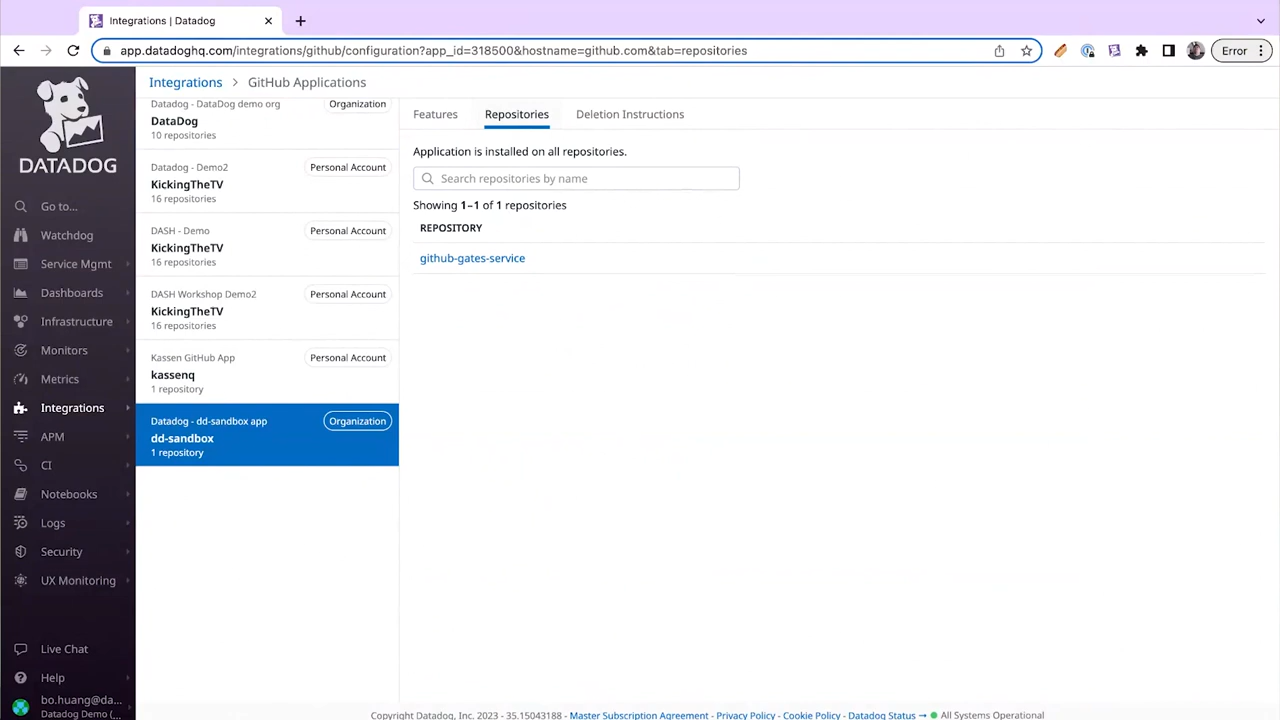 Integrations | Datadog
app.datadoghq.com/integrations/github/configuration?app_id=318500&hostname=github.com&tab=repositories
Error
DATADOG
Go to...
Watchdog
Service Mgmt
Dashboards
Infrastructure
Monitors
Metrics
Integrations
APM
CI
Notebooks
Logs
Security
UX Monitoring
Live Chat
Help
bo.huang@da...
Datadog Demo (...
Integrations > GitHub Applications
Datadog - DataDog demo org Organization
DataDog
10 repositories
Datadog - Demo2 Personal Account
KickingTheTV
16 repositories
DASH - Demo Personal Account
KickingTheTV
16 repositories
DASH Workshop Demo2 Personal Account
KickingTheTV
16 repositories
Kassen GitHub App Personal Account
kassenq
1 repository
Datadog - dd-sandbox app Organization
dd-sandbox
1 repository
Features Repositories Deletion Instructions
Application is installed on all repositories.
Search repositories by name
Showing 1–1 of 1 repositories
REPOSITORY
github-gates-service
Copyright Datadog, Inc. 2023 - 35.15043188 - Master Subscription Agreement - Privacy Policy - Cookie Policy - Datadog Status → All Systems Operational